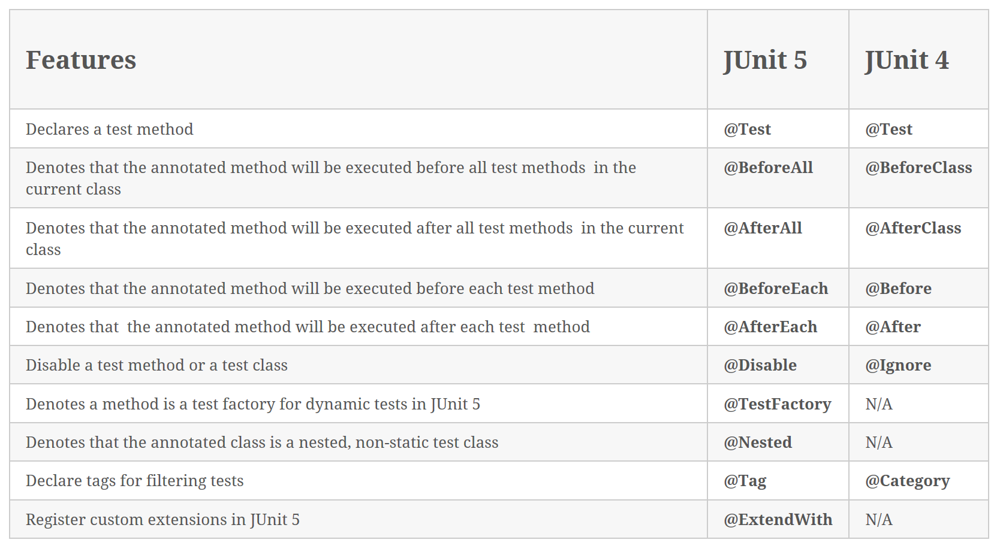 Features JUnit 5 JUnit 4
Declares a test method @Test @Test
Denotes that the annotated method will be executed before all test methods  in the @BeforeAll @BeforeClass
current class
Denotes that the annotated method will be executed after all test methods  in the current @AfterAll @AfterClass
class
Denotes that the annotated method will be executed before each test method @BeforeEach @Before
Denotes that  the annotated method will be executed after each test  method @AfterEach @After
Disable a test method or a test class @Disable @Ignore
Denotes a method is a test factory for dynamic tests in JUnit 5 @TestFactory N/A
Denotes that the annotated class is a nested, non-static test class @Nested N/A
Declare tags for filtering tests @Tag @Category
Register custom extensions in JUnit 5 @ExtendWith N/A